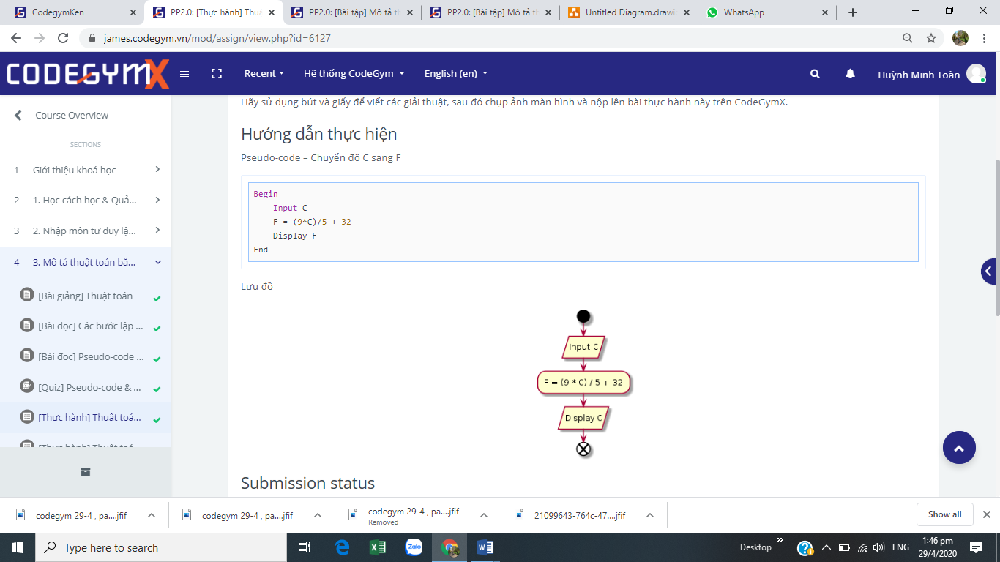 CodegymKen
PP2.0: [Thực hành] Thuậ
PP2.0: [Bài tập] Mô tả th
PP2.0: [Bài tập] Mô tả th
Untitled Diagram.drawi
WhatsApp
james.codegym.vn/mod/assign/view.php?id=6127
CODEGYMX
Recent
Hệ thống CodeGym
English (en)
Huỳnh Minh Toàn
Course Overview
SECTIONS
1 Giới thiệu khoá học
2 1. Học cách học & Quả...
3 2. Nhập môn tư duy lậ...
4 3. Mô tả thuật toán bằ...
[Bài giảng] Thuật toán
[Bài đọc] Các bước lập ...
[Bài đọc] Pseudo-code ...
[Quiz] Pseudo-code & ...
[Thực hành] Thuật toá...
[Thực hành] Thuật toá...
Hãy sử dụng bút và giấy để viết các giải thuật, sau đó chụp ảnh màn hình và nộp lên bài thực hành này trên CodeGymX.
Hướng dẫn thực hiện
Pseudo-code – Chuyển độ C sang F
Begin
Input C
F = (9*C)/5 + 32
Display F
End
Lưu đồ
Input C
F = (9 * C) / 5 + 32
Display C
Submission status
codegym 29-4 , pa....jfif
codegym 29-4 , pa....jfif
codegym 29-4 , pa....jfif
Removed
21099643-764c-47....jfif
Show all
Type here to search
Zalo
Desktop
ENG
1:46 pm
29/4/2020